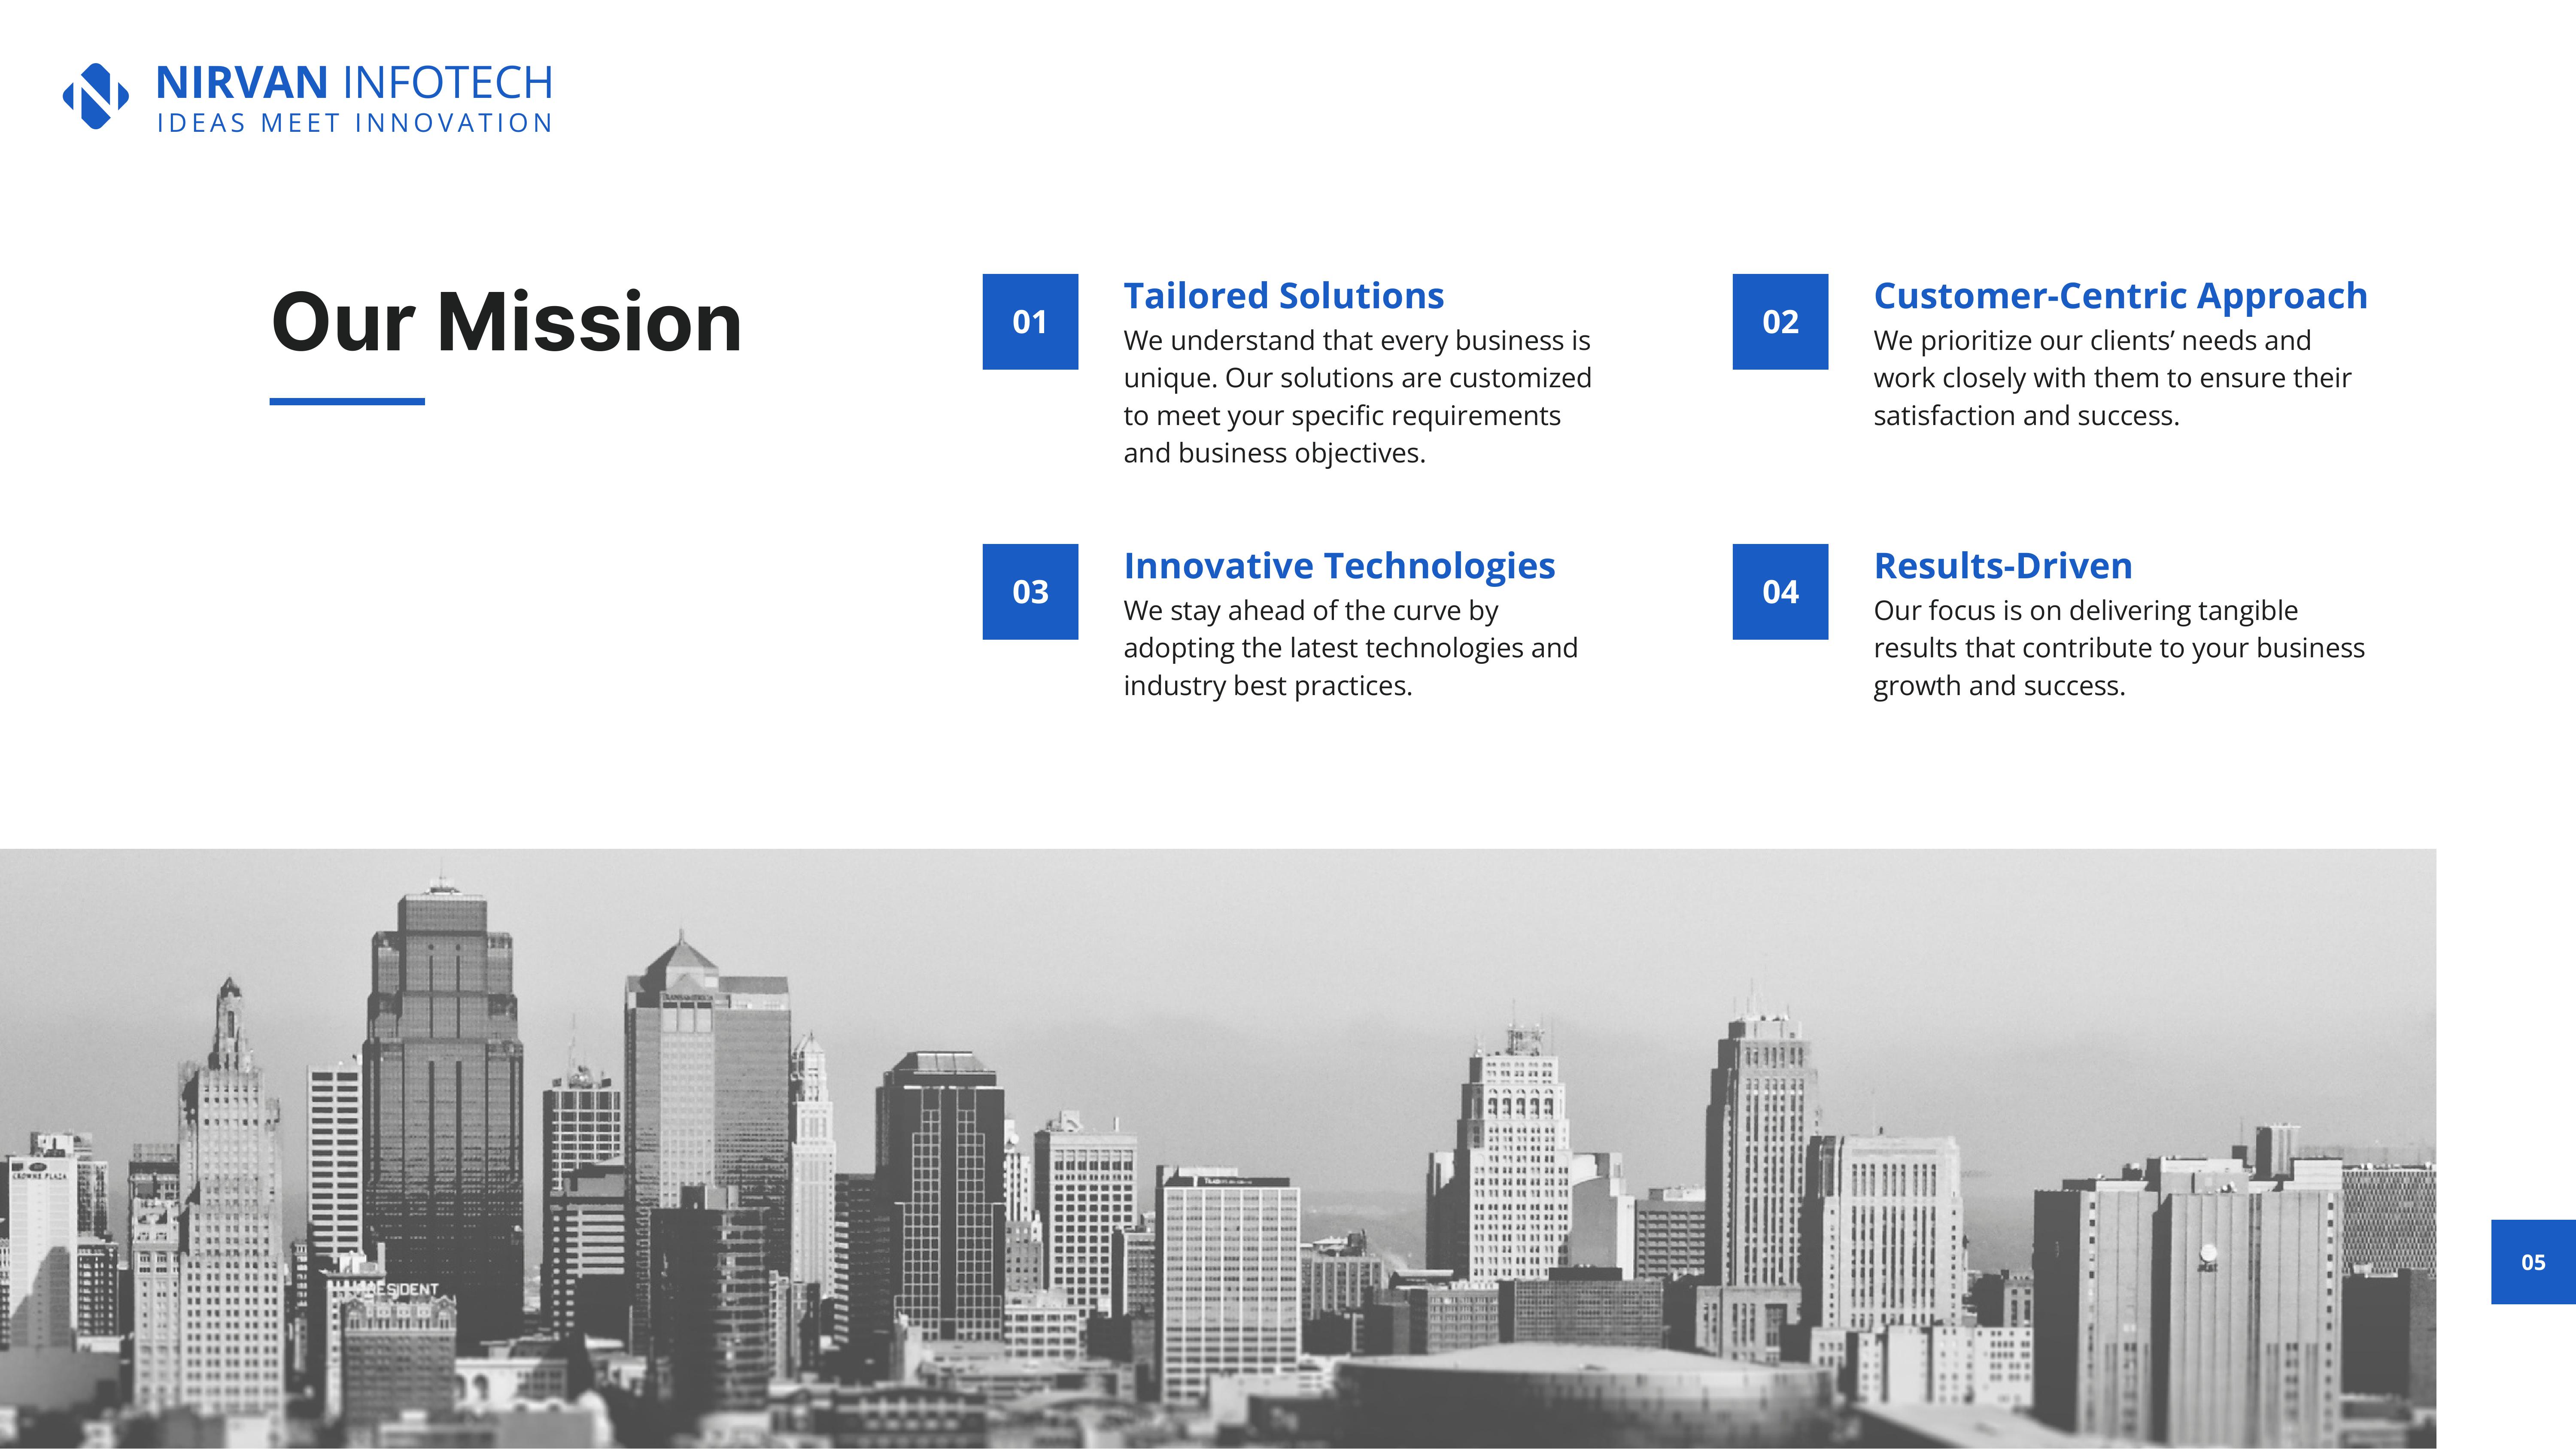 NIRVAN INFOTECH
IDEAS MEET INNOVATION
Our Mission
01
Tailored Solutions
We understand that every business is
unique. Our solutions are customized
to meet your specific requirements
and business objectives.
02
Customer-Centric Approach
We prioritize our clients’ needs and
work closely with them to ensure their
satisfaction and success.
03
Innovative Technologies
We stay ahead of the curve by
adopting the latest technologies and
industry best practices.
04
Results-Driven
Our focus is on delivering tangible
results that contribute to your business
growth and success.
CROWNE PLAZA
PRESIDENT
05